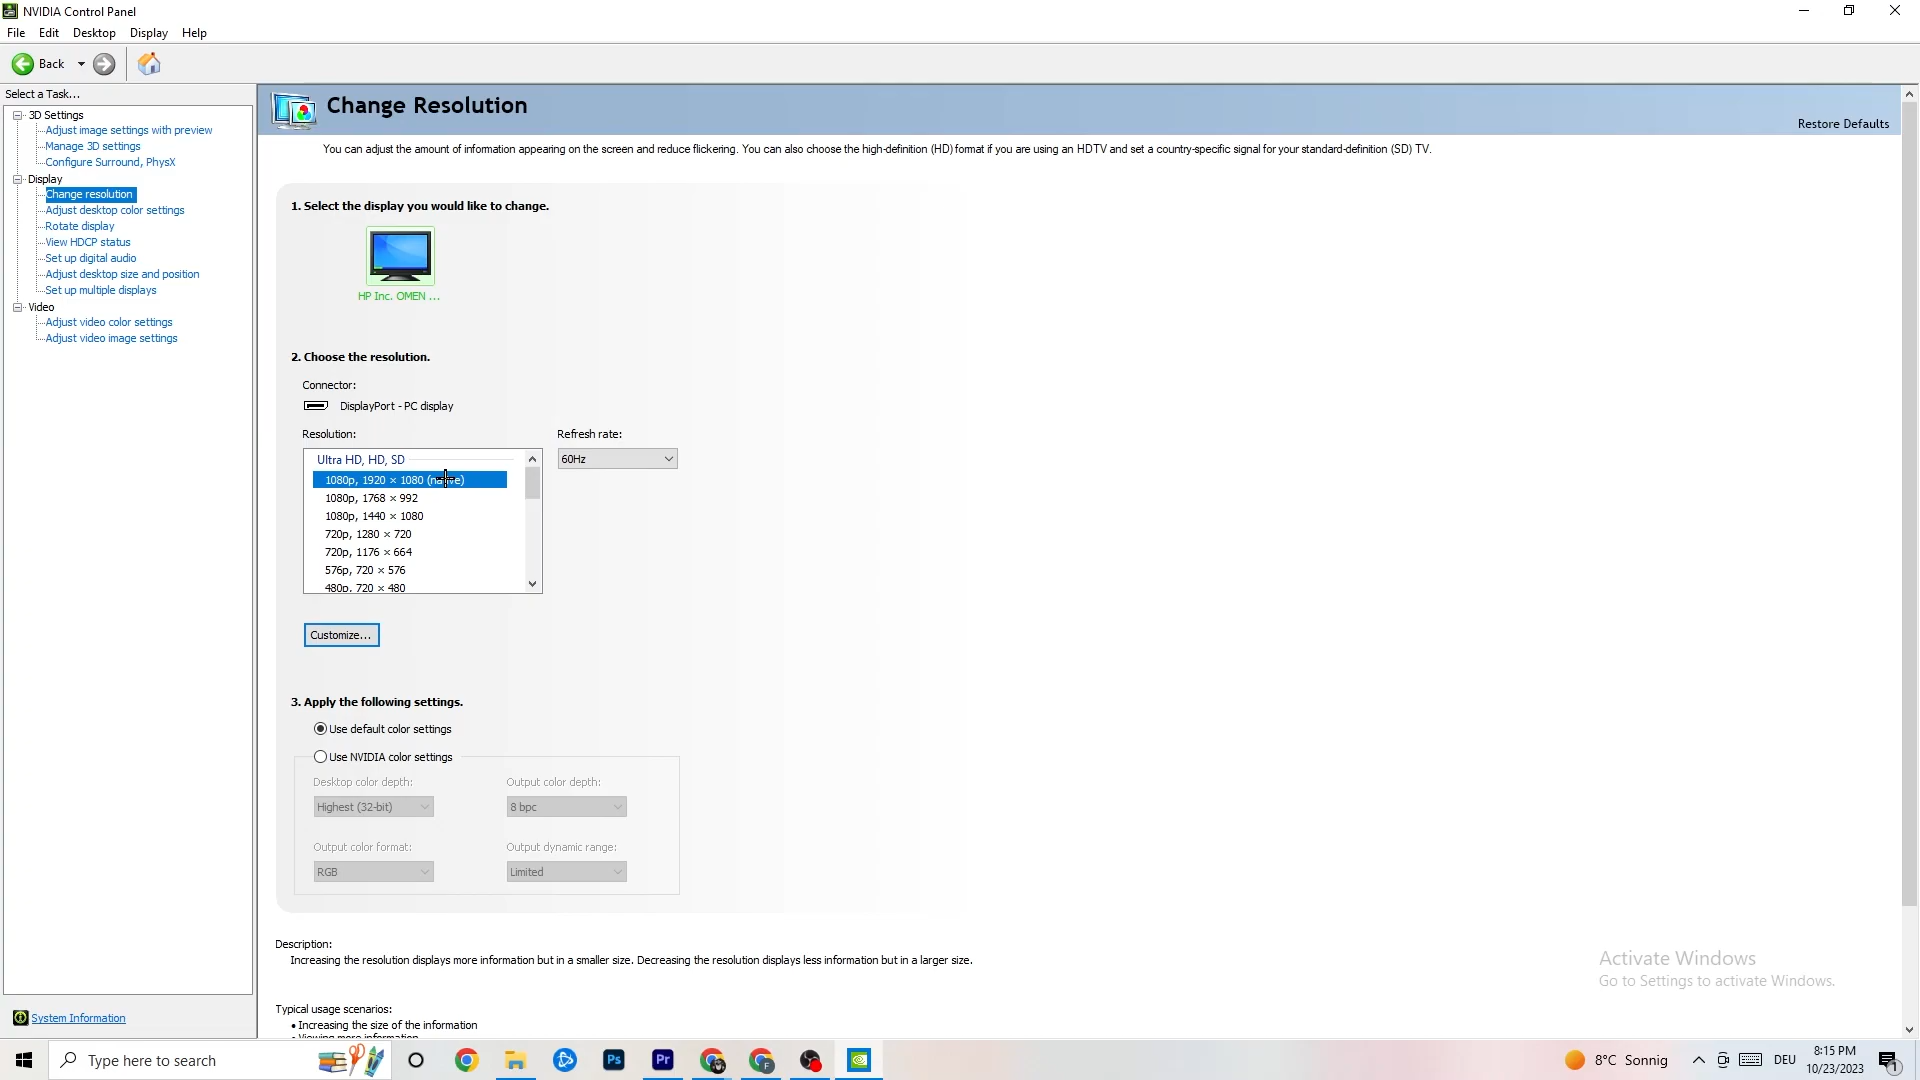 NVIDIA Control Panel
File Edit Desktop Display Help
Back
Select a Task...
3D Settings
Adjust image settings with preview
Manage 3D settings
Configure Surround, PhysX
Display
Change resolution
Adjust desktop color settings
Rotate display
View HDCP status
Set up digital audio
Adjust desktop size and position
Set up multiple displays
Video
Adjust video color settings
Adjust video image settings
System Information
Change Resolution
Restore Defaults
You can adjust the amount of information appearing on the screen and reduce flickering. You can also choose the high-definition (HD) format if you are using an HDTV and set a country-specific signal for your standard-definition (SD) TV.
1. Select the display you would like to change.
HP Inc. OMEN ...
2. Choose the resolution.
Connector:
DisplayPort - PC display
Resolution:
Refresh rate:
Ultra HD, HD, SD
60Hz
1080p, 1920 × 1080 (native)
1080p, 1768 × 992
1080p, 1440 × 1080
720p, 1280 × 720
720p, 1176 × 664
576p, 720 × 576
480p, 720 × 480
Customize...
3. Apply the following settings.
Use default color settings
Use NVIDIA color settings
Desktop color depth:
Output color depth:
Highest (32-bit)
8 bpc
Output color format:
Output dynamic range:
RGB
Limited
Description:
Increasing the resolution displays more information but in a smaller size. Decreasing the resolution displays less information but in a larger size.
Typical usage scenarios:
• Increasing the size of the information
• Viewing more information
Activate Windows
Go to Settings to activate Windows.
Type here to search
Ps
Pr
F
8°C Sonnig
DEU
8:15 PM
10/23/2023
1